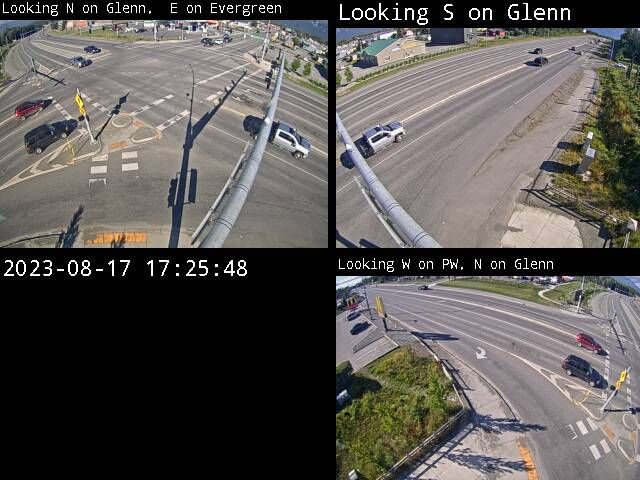 Looking N on Glenn,  E on Evergreen
Looking S on Glenn
2023-08-17 17:25:48
Looking W on PW, N on Glenn